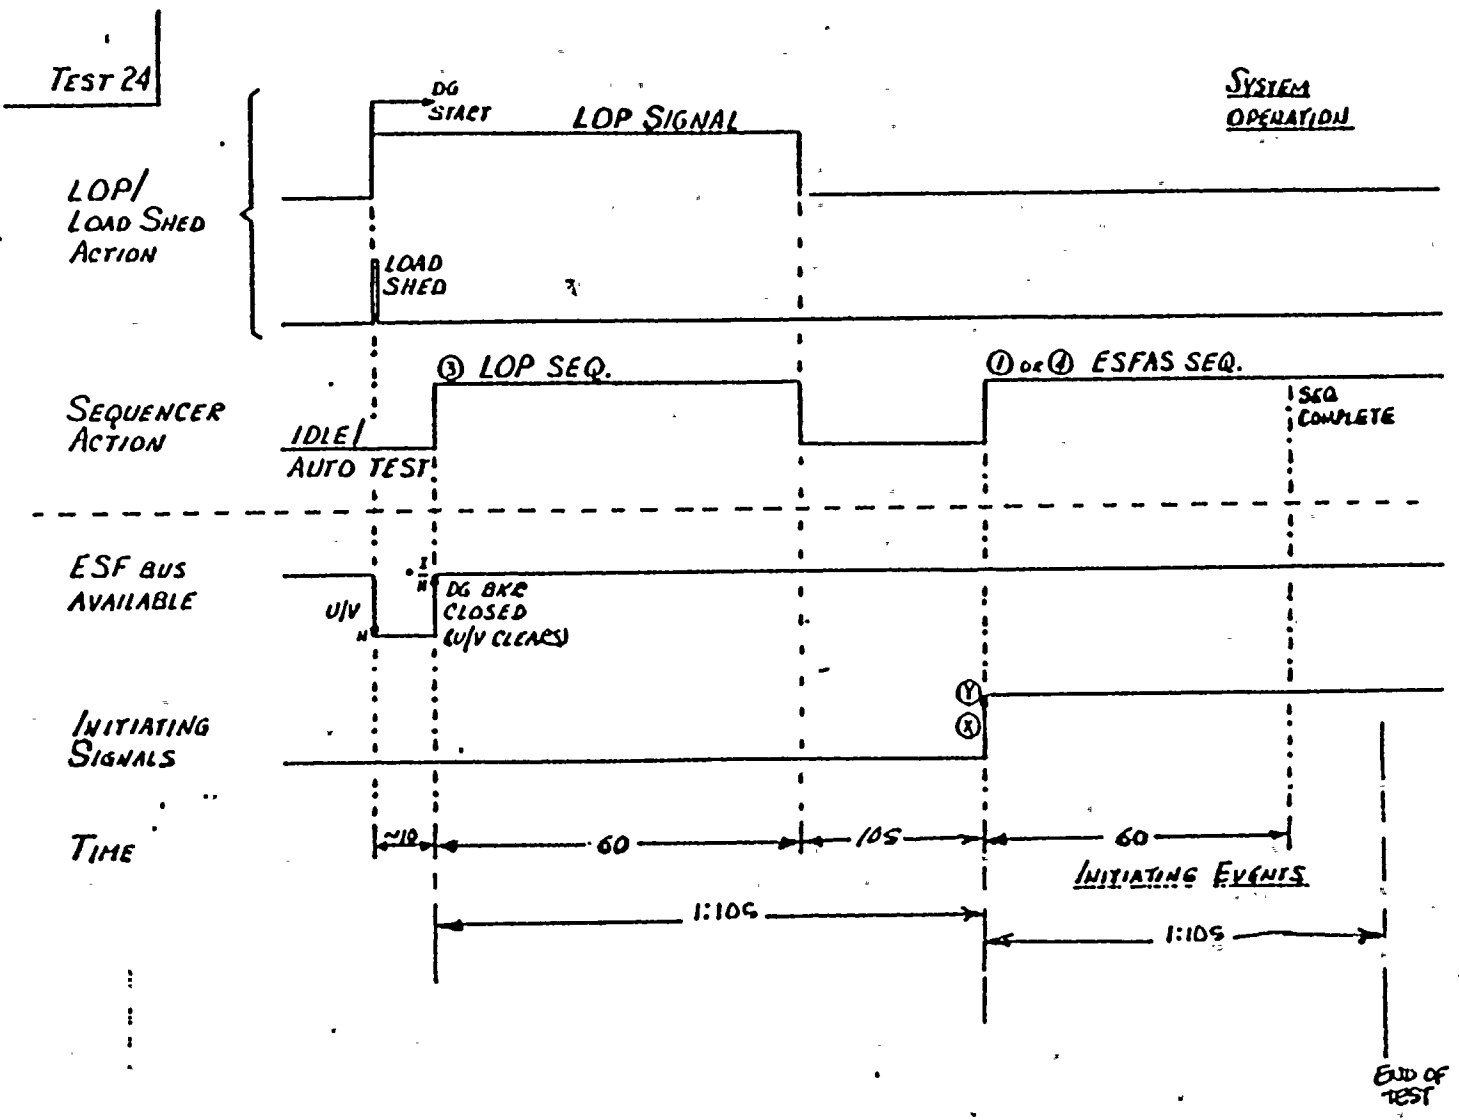 TEST 24
SYSTEM
OPERATION
DG
START
LOP SIGNAL
LOP/
LOAD SHED
ACTION
LOAD
SHED
③ LOP SEQ.
① OR ④ ESFAS SEQ.
SEQ
COMPLETE
SEQUENCER
ACTION
IDLE/
AUTO TEST
ESF BUS
AVAILABLE
U/V
DG BKR
CLOSED
(U/V CLEARS)
Ⓨ
Ⓧ
INITIATING
SIGNALS
TIME
~10
60
10S
60
INITIATING EVENTS
1:10S
1:10S
END OF
TEST